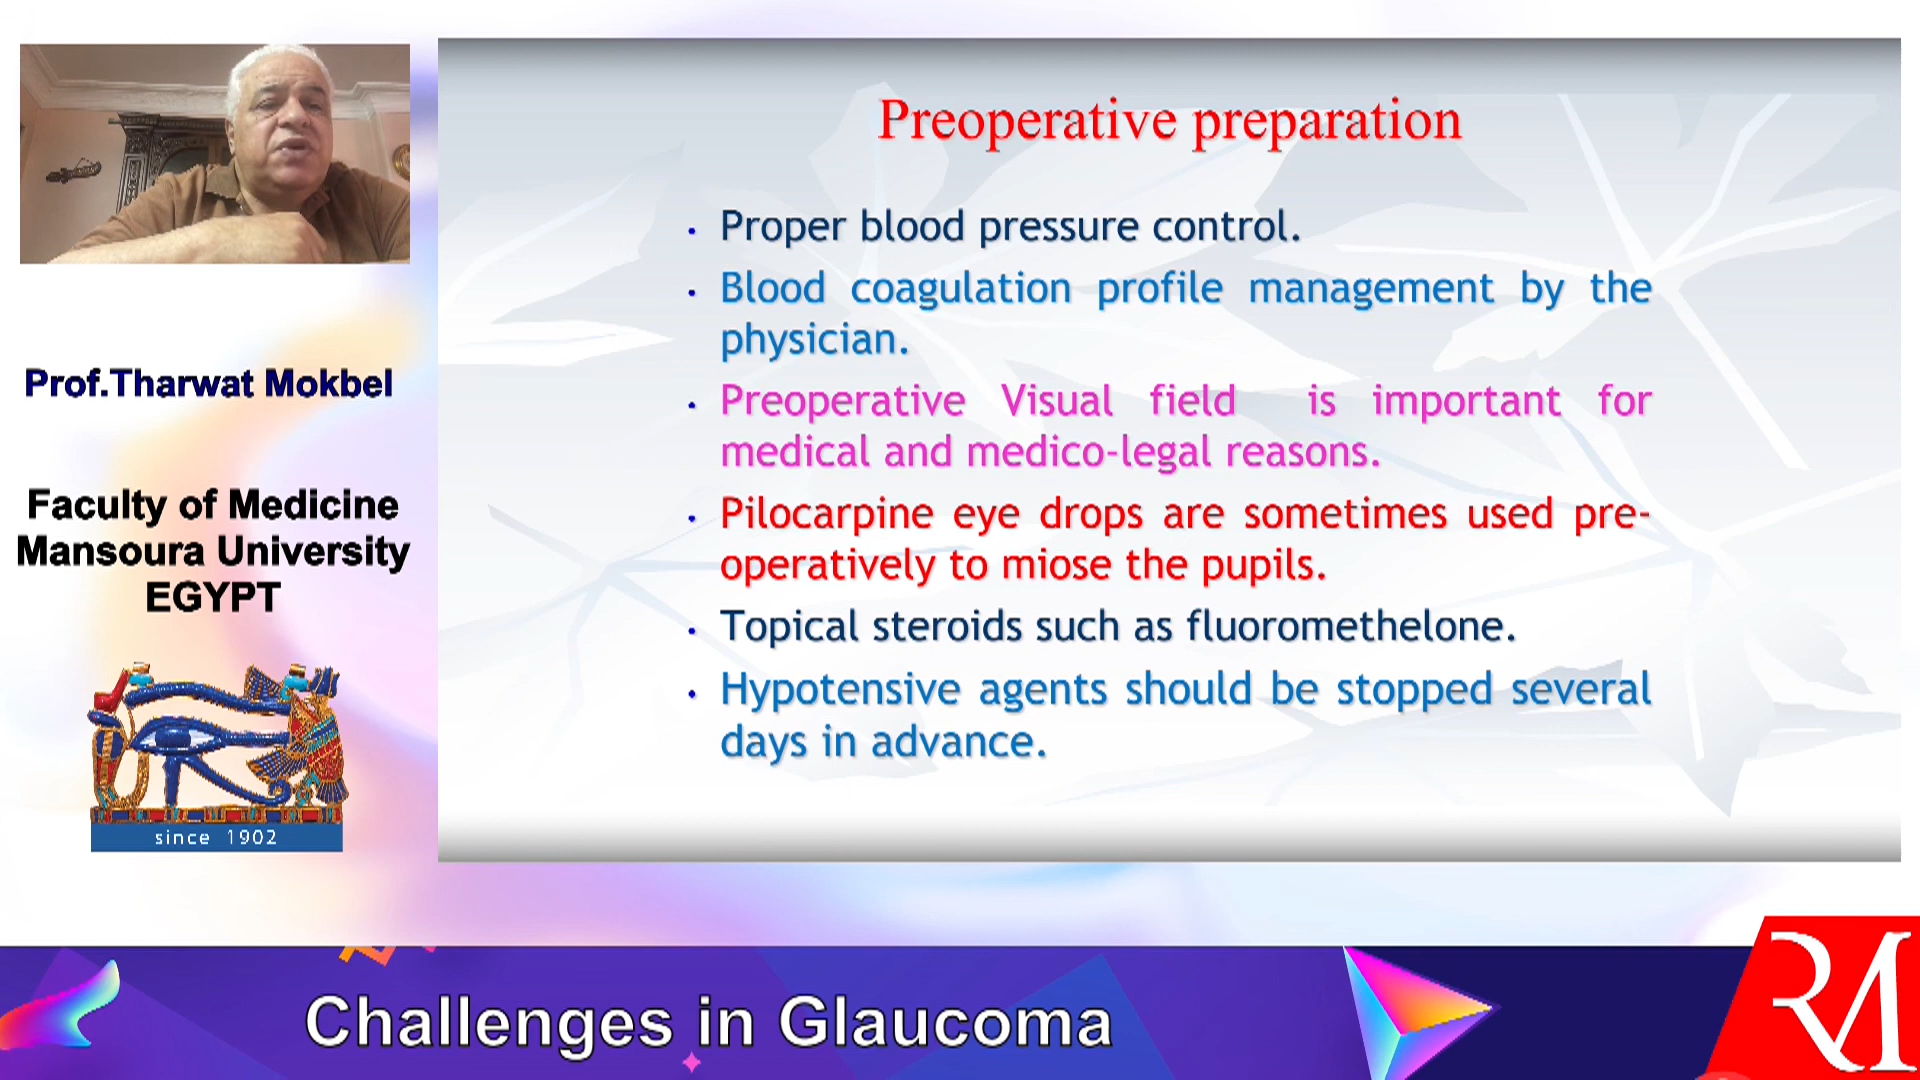 Prof.Tharwat Mokbel
Faculty of Medicine
Mansoura University
EGYPT
since 1902
Preoperative preparation
• Proper blood pressure control.
• Blood coagulation profile management by the
physician.
• Preoperative Visual field is important for
medical and medico-legal reasons.
• Pilocarpine eye drops are sometimes used pre-
operatively to miose the pupils.
• Topical steroids such as fluoromethelone.
• Hypotensive agents should be stopped several
days in advance.
Challenges in Glaucoma
RM